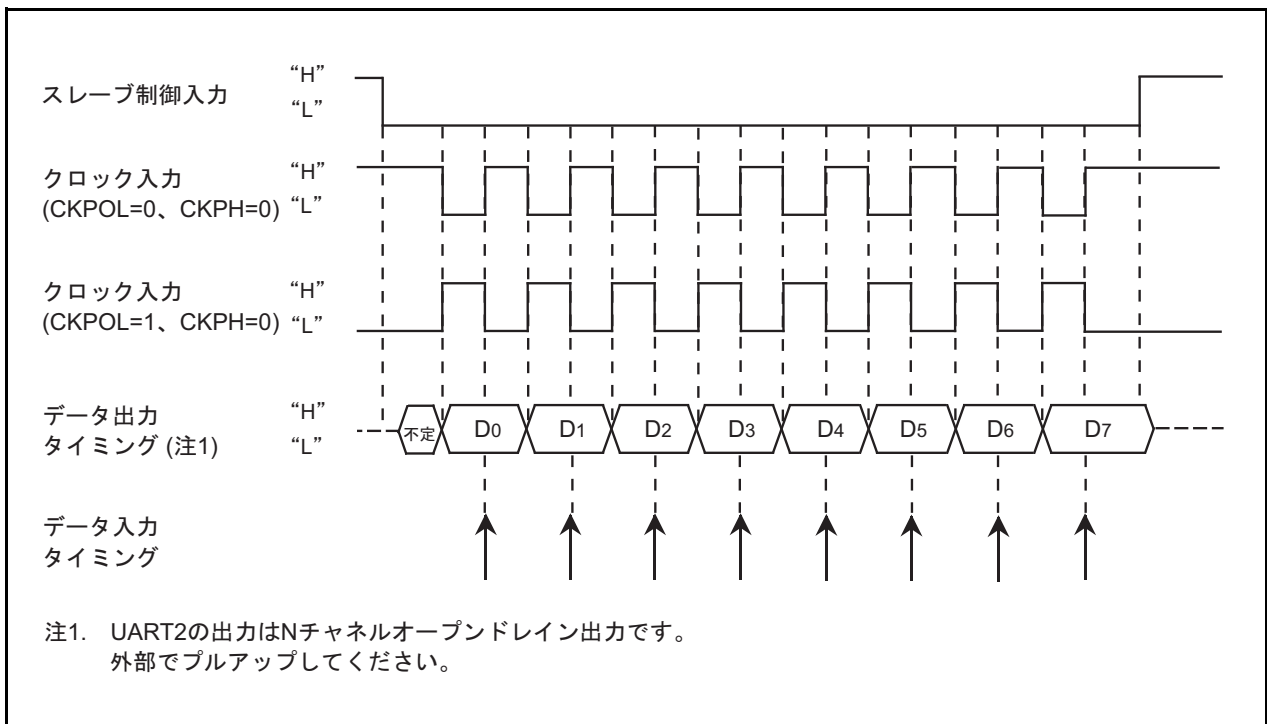 スレーブ制御入力 “H”
“L”
クロック入力 “H”
(CKPOL=0、CKPH=0) “L”
クロック入力 “H”
(CKPOL=1、CKPH=0) “L”
データ出力 “H”
タイミング (注1) “L”
不定 D0 D1 D2 D3 D4 D5 D6 D7
データ入力
タイミング
注1. UART2の出力はNチャネルオープンドレイン出力です。
外部でプルアップしてください。